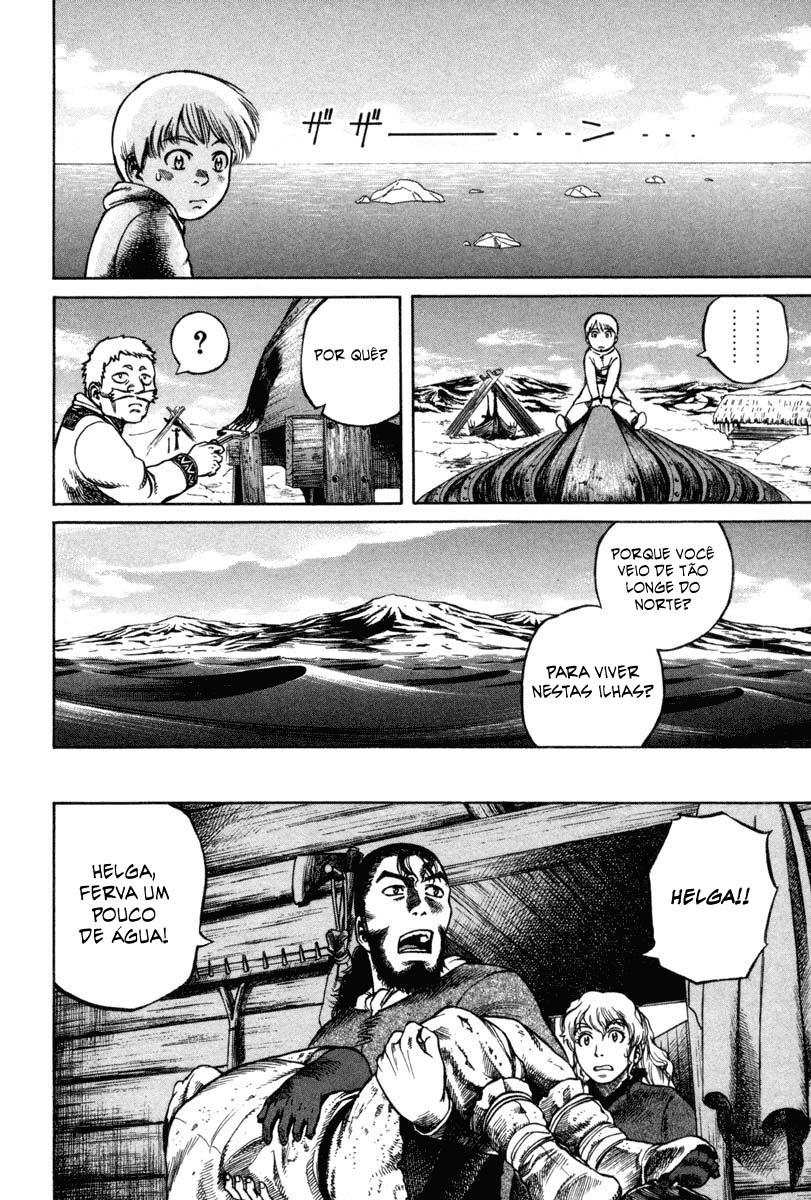 ザザ —— ...> ...
......
POR QUÊ?
?
PORQUE VOCÊ
VEIO DE TÃO
LONGE DO
NORTE?
PARA VIVER
NESTAS ILHAS?
HELGA!!
HELGA,
FERVA UM
POUCO
DE ÁGUA!